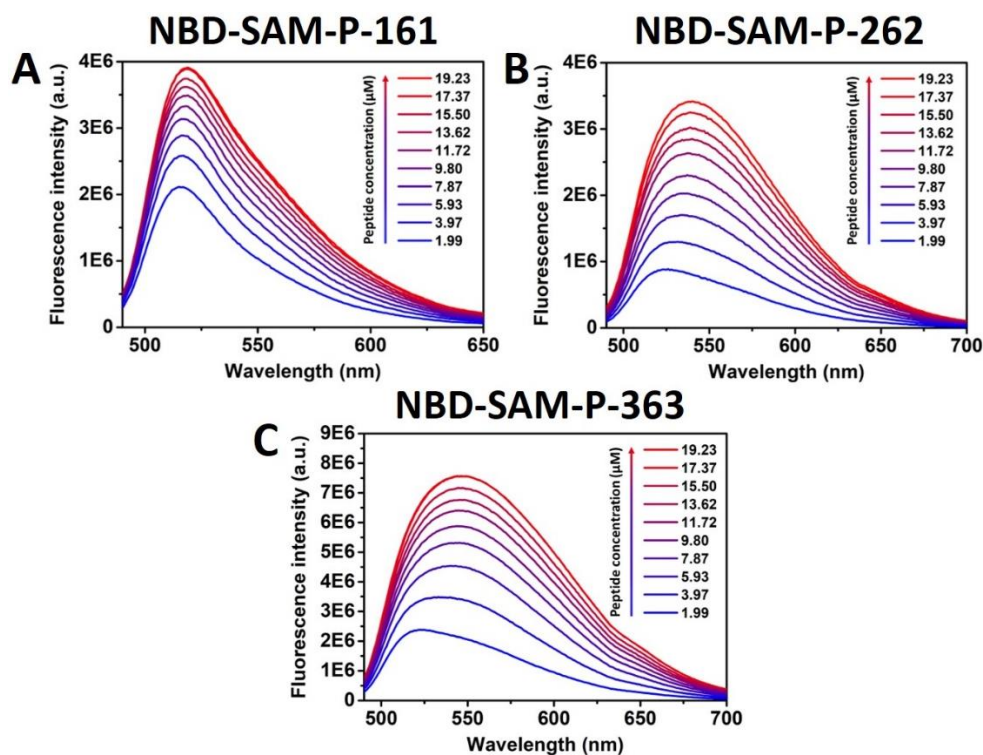 NBD-SAM-P-161
A
Fluorescence intensity (a.u.)
4E6
3E6
2E6
1E6
0
500
550
600
650
Wavelength (nm)
Peptide concentration (µM)
19.23
17.37
15.50
13.62
11.72
9.80
7.87
5.93
3.97
1.99
NBD-SAM-P-262
B
Fluorescence intensity (a.u.)
4E6
3E6
2E6
1E6
0
500
550
600
650
700
Wavelength (nm)
Peptide concentration (µM)
19.23
17.37
15.50
13.62
11.72
9.80
7.87
5.93
3.97
1.99
NBD-SAM-P-363
C
Fluorescence intensity (a.u.)
9E6
8E6
7E6
6E6
5E6
4E6
3E6
2E6
1E6
0
500
550
600
650
700
Wavelength (nm)
Peptide concentration (µM)
19.23
17.37
15.50
13.62
11.72
9.80
7.87
5.93
3.97
1.99